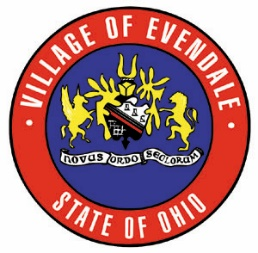 VILLAGE OF EVENDALE
NOVUS ORDO SECLORUM
STATE OF OHIO